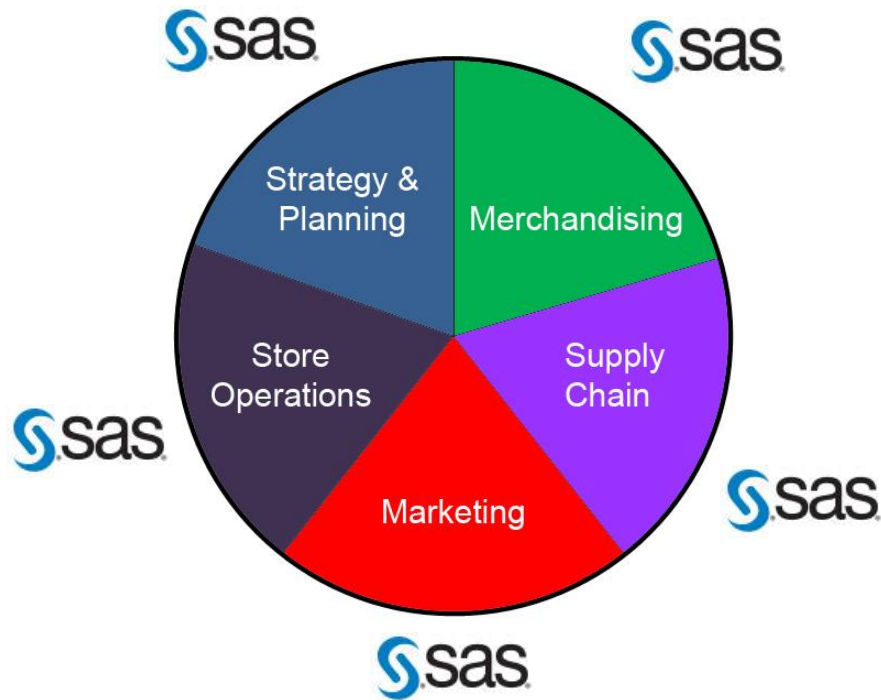 sas
sas
Strategy &
Planning
Merchandising
Store
Operations
Supply
Chain
sas
sas
Marketing
sas